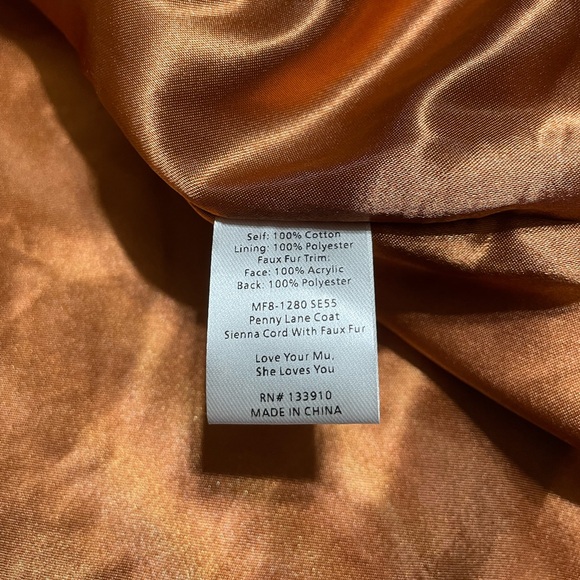 Self: 100% Cotton
Lining: 100% Polyester
Faux Fur Trim:
Face: 100% Acrylic
Back: 100% Polyester
MF8-1280 SE55
Penny Lane Coat
Sienna Cord With Faux Fur
Love Your Mu,
She Loves You
RN# 133910
MADE IN CHINA